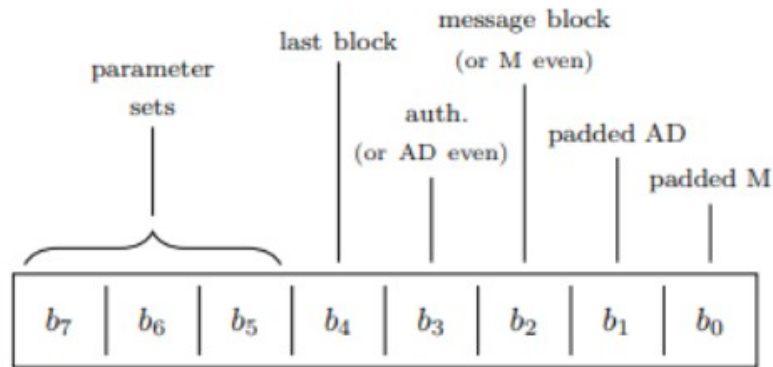 parameter
sets
last block
auth.
(or AD even)
message block
(or M even)
padded AD
padded M
b7 b6 b5 b4 b3 b2 b1 b0